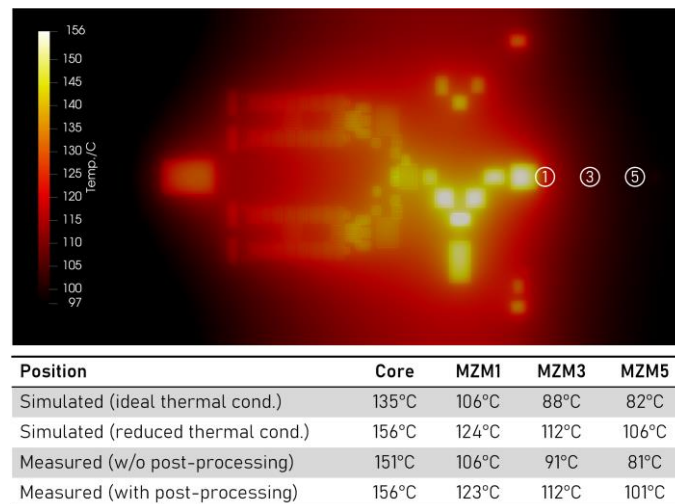 156
150
145
140
135
130
125
120
115
110
105
100
97
Temp./C
1 3 5
Position Core MZM1 MZM3 MZM5
Simulated (ideal thermal cond.) 135°C 106°C 88°C 82°C
Simulated (reduced thermal cond.) 156°C 124°C 112°C 106°C
Measured (w/o post-processing) 151°C 106°C 91°C 81°C
Measured (with post-processing) 156°C 123°C 112°C 101°C